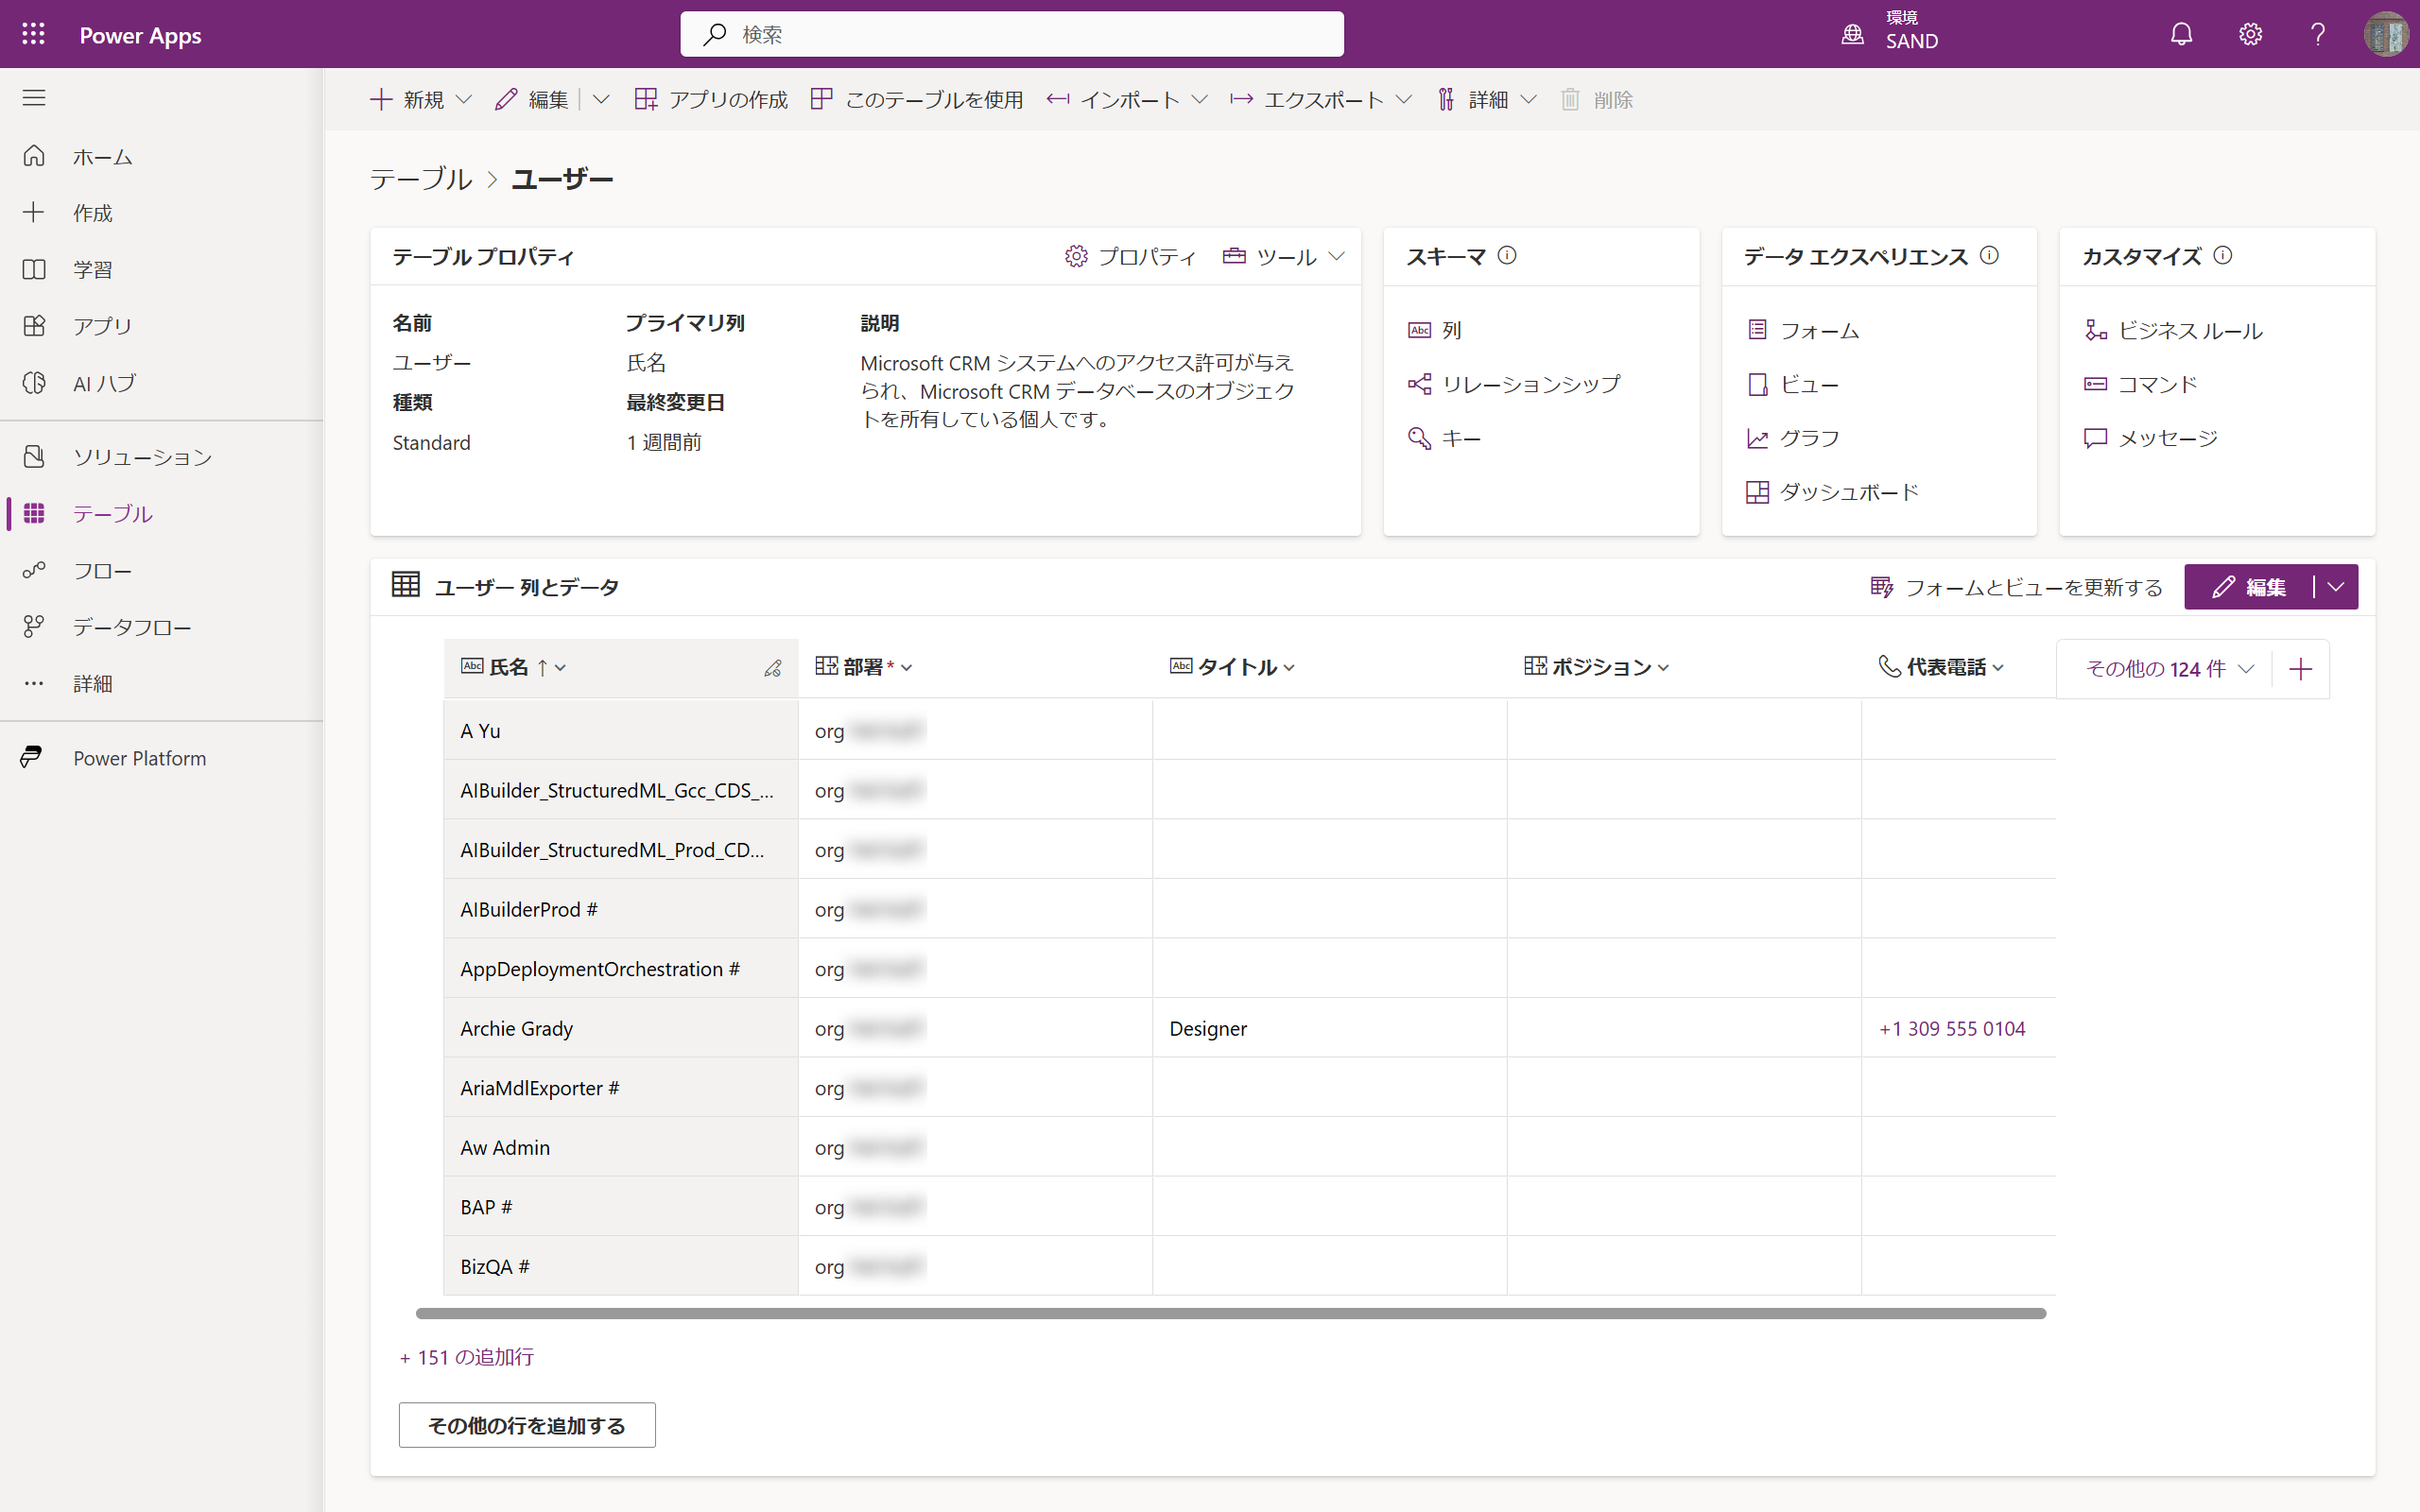 Power Apps
検索
環境
SAND
新規
編集
アプリの作成
このテーブルを使用
インポート
エクスポート
詳細
削除
ホーム
作成
学習
アプリ
AI ハブ
ソリューション
テーブル
フロー
データフロー
詳細
Power Platform
テーブル > ユーザー
テーブル プロパティ
プロパティ
ツール
名前
ユーザー
種類
Standard
プライマリ列
氏名
最終変更日
1 週間前
説明
Microsoft CRM システムへのアクセス許可が与え
られ、Microsoft CRM データベースのオブジェク
トを所有している個人です。
スキーマ
列
リレーションシップ
キー
データ エクスペリエンス
フォーム
ビュー
グラフ
ダッシュボード
カスタマイズ
ビジネス ルール
コマンド
メッセージ
ユーザー 列とデータ
フォームとビューを更新する
編集
Abc 氏名 ↑ 部署* Abc タイトル ポジション 代表電話 その他の 124 件
A Yu org
AIBuilder_StructuredML_Gcc_CDS_... org
AIBuilder_StructuredML_Prod_CD... org
AIBuilderProd # org
AppDeploymentOrchestration # org
Archie Grady org Designer +1 309 555 0104
AriaMdlExporter # org
Aw Admin org
BAP # org
BizQA # org
+ 151 の追加行
その他の行を追加する